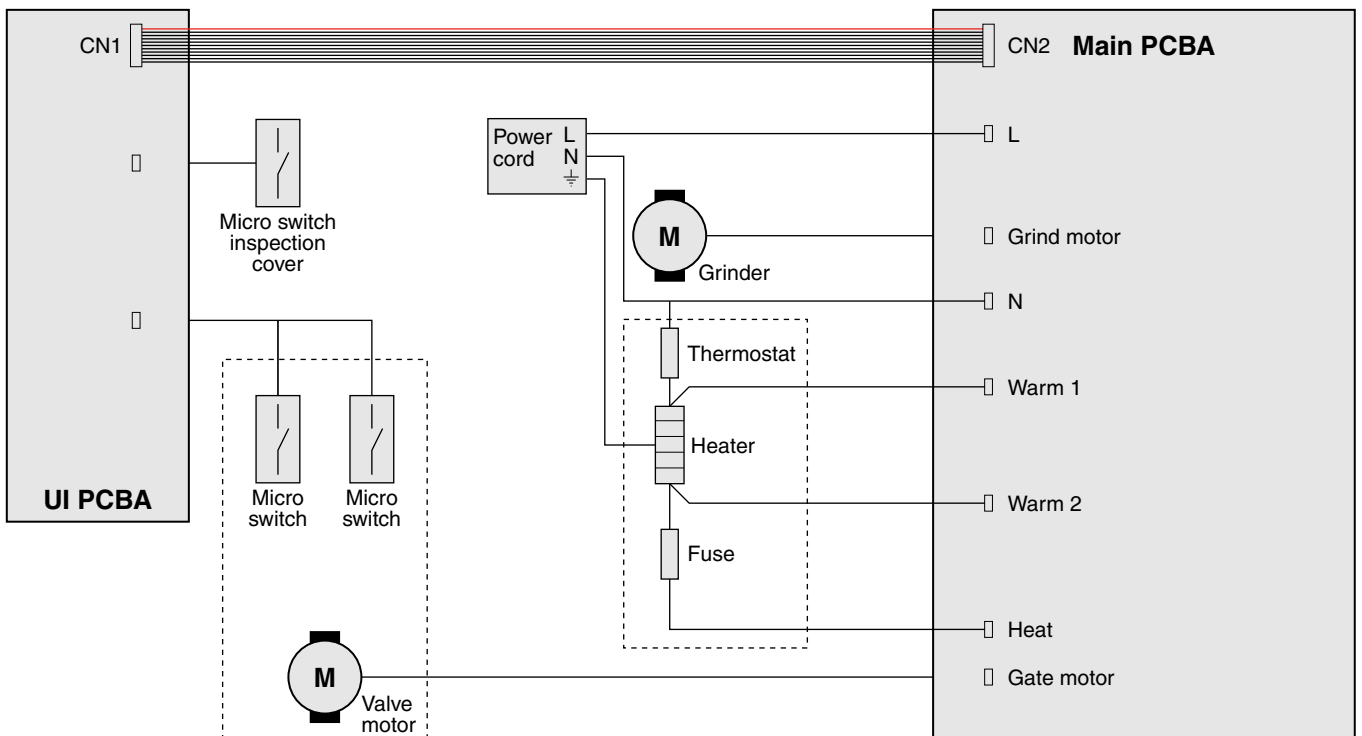 CN1
CN2 Main PCBA
Power L
cord N
L
Micro switch
inspection
cover
M
Grinder
Grind motor
N
Thermostat
Warm 1
Heater
UI PCBA
Micro
switch
Micro
switch
Warm 2
Fuse
Heat
M
Valve
motor
Gate motor